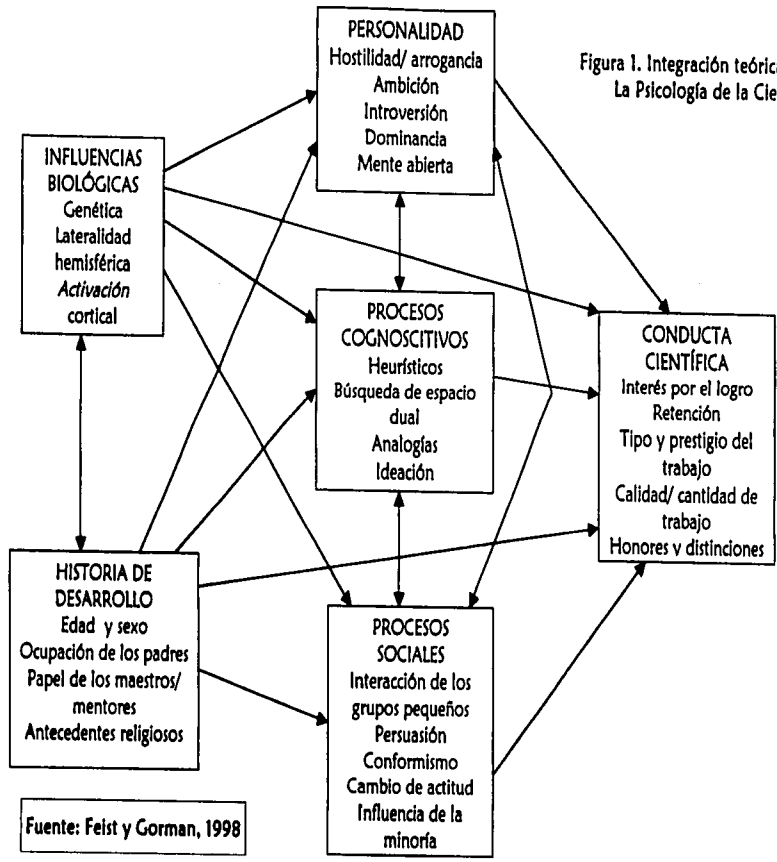 PERSONALIDAD
Hostilidad/ arrogancia
Ambición
Introversión
Dominancia
Mente abierta
Figura 1. Integración teórica
La Psicología de la Cie
INFLUENCIAS
BIOLÓGICAS
Genética
Lateralidad
hemisférica
Activación
cortical
PROCESOS
COGNOSCITIVOS
Heurísticos
Búsqueda de espacio
dual
Analogías
Ideación
CONDUCTA
CIENTÍFICA
Interés por el logro
Retención
Tipo y prestigio del
trabajo
Calidad/ cantidad de
trabajo
Honores y distinciones
HISTORIA DE
DESARROLLO
Edad y sexo
Ocupación de los padres
Papel de los maestros/
mentores
Antecedentes religiosos
PROCESOS
SOCIALES
Interacción de los
grupos pequeños
Persuasión
Conformismo
Cambio de actitud
Influencia de la
minoría
Fuente: Feist y Gorman, 1998